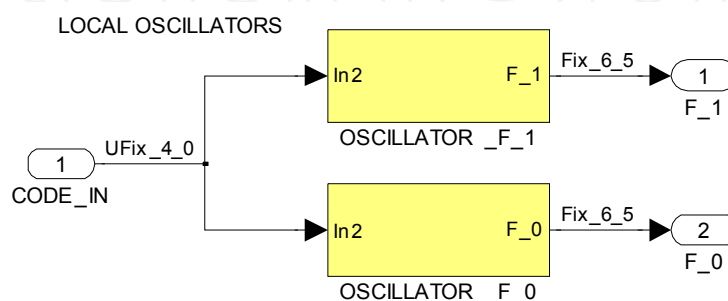 LOCAL OSCILLATORS
In2
F_1
Fix_6_5
1
F_1
OSCILLATOR _F_1
1
UFix_4_0
CODE_IN
In2
F_0
Fix_6_5
2
F_0
OSCILLATOR F 0